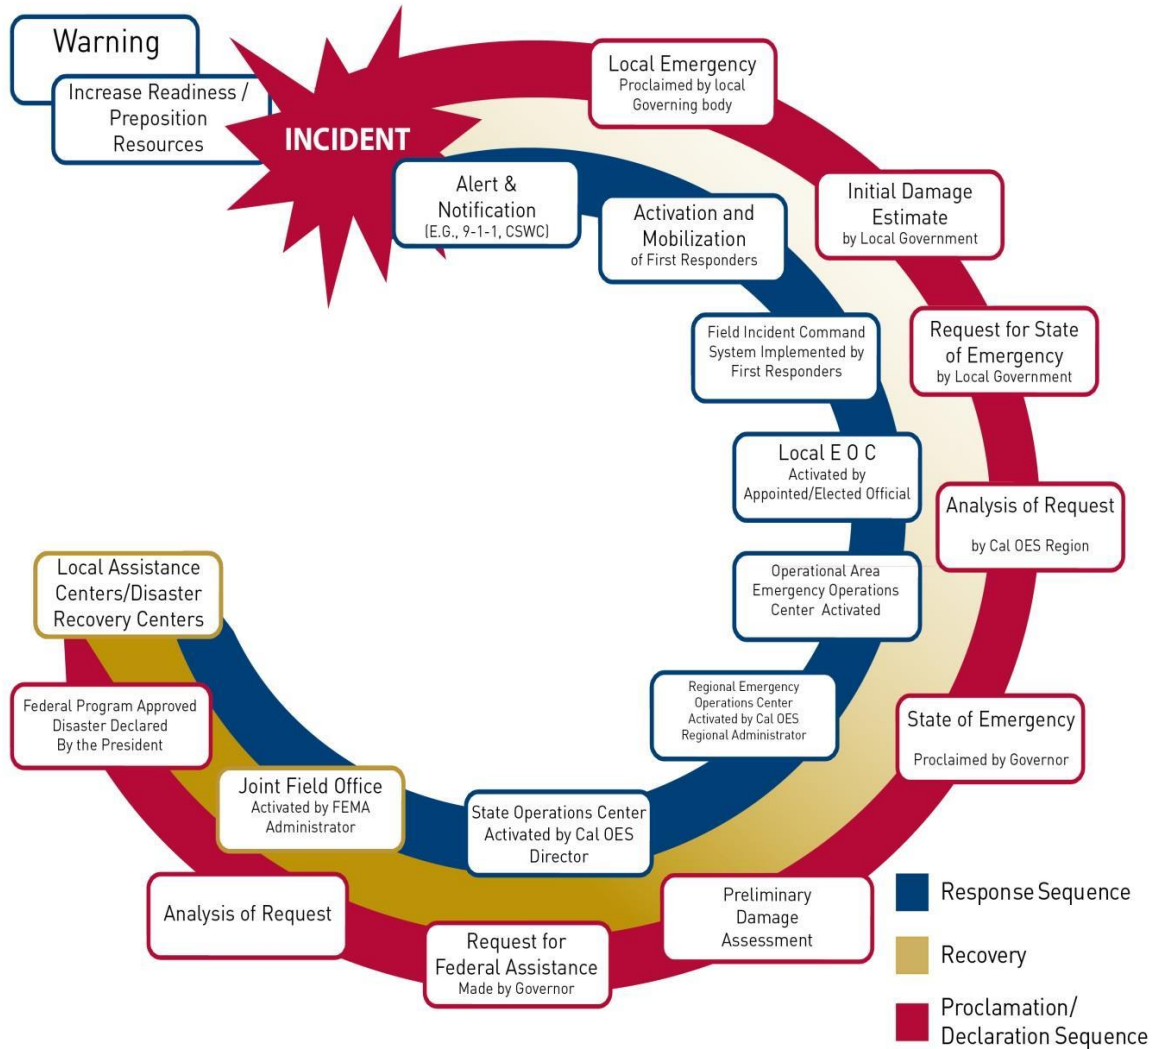 Warning
Increase Readiness /
Preposition
Resources
INCIDENT
Local Emergency
Proclaimed by local
Governing body
Alert &
Notification
(E.G., 9-1-1, CSWC)
Activation and
Mobilization
of First Responders
Initial Damage
Estimate
by Local Government
Field Incident Command
System Implemented by
First Responders
Request for State
of Emergency
by Local Government
Local E O C
Activated by
Appointed/Elected Official
Analysis of Request
by Cal OES Region
Operational Area
Emergency Operations
Center Activated
Regional Emergency
Operations Center
Activated by Cal OES
Regional Administrator
State of Emergency
Proclaimed by Governor
State Operations Center
Activated by Cal OES
Director
Preliminary
Damage
Assessment
Request for
Federal Assistance
Made by Governor
Joint Field Office
Activated by FEMA
Administrator
Analysis of Request
Federal Program Approved
Disaster Declared
By the President
Local Assistance
Centers/Disaster
Recovery Centers
Response Sequence
Recovery
Proclamation/
Declaration Sequence